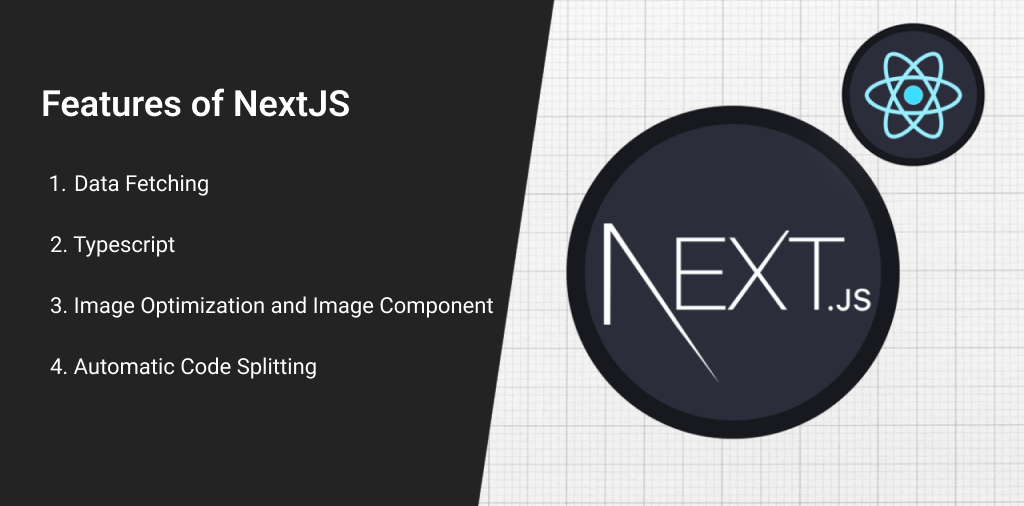 Features of NextJS
1. Data Fetching
2. Typescript
3. Image Optimization and Image Component
4. Automatic Code Splitting
NEXT.JS